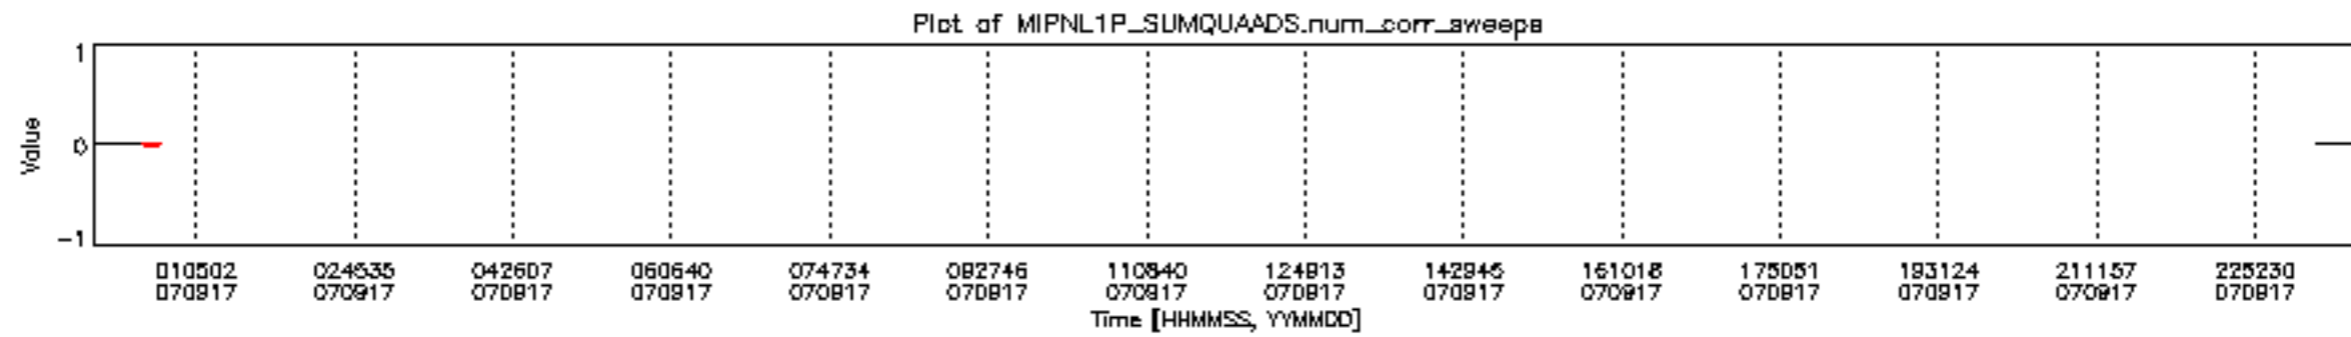 Plot of MIPNL1P_SUMQUAADS.num_corr_sweeps
1
Value
0
-1
010502 024535 042607 060640 074734 092746 110840 124913 142945 161018 175051 193124 211157 225230
070917 070917 070917 070917 070917 070917 070917 070917 070917 070917 070917 070917 070917 070917
Time [HHMMSS, YYMMDD]